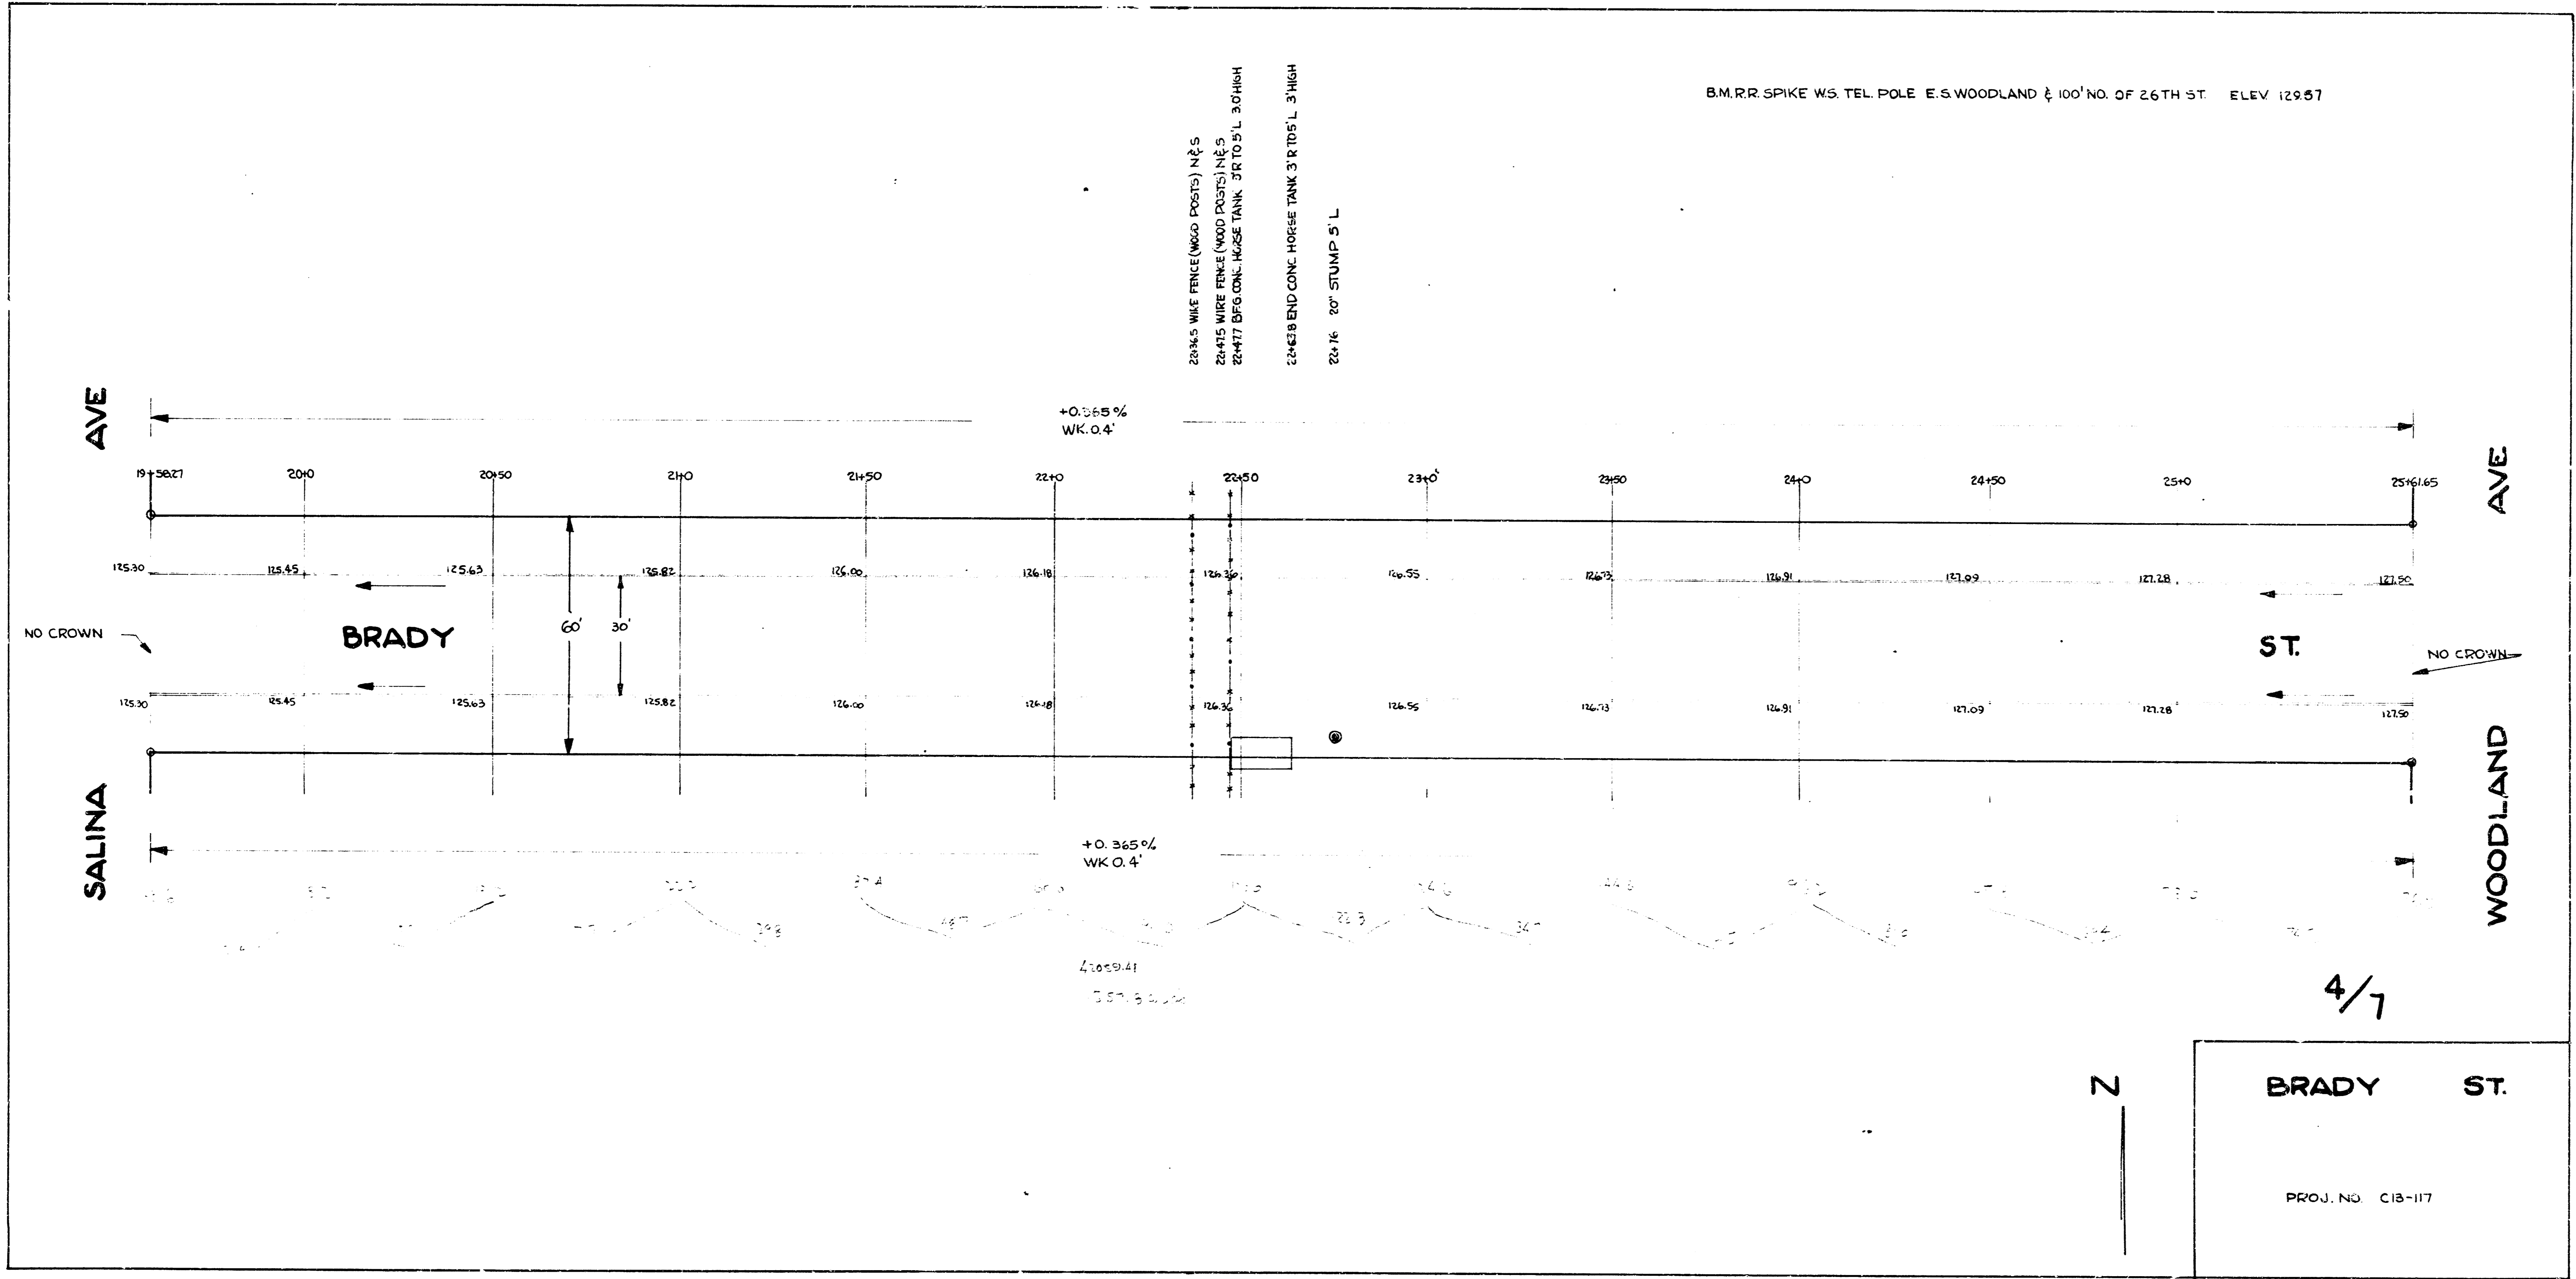 B.M.R.R. SPIKE W.S. TEL. POLE E.S. WOODLAND & 100' NO. OF 26TH ST. ELEV. 129.57
22+36.5 WIRE FENCE (WOOD POSTS) N&S
22+47.5 WIRE FENCE (WOOD POSTS) N&S
22+47.7 BEG. CONC. HORSE TANK 3'R TO 5'L 3.0' HIGH
22+63.8 END CONC. HORSE TANK 3'R TO 5'L 3' HIGH
22+76 20" STUMP 5' L
AVE
+0.365%
WK. 0.4'
AVE
19+58.27 20+0 20+50 21+0 21+50 22+0 22+50 23+0 23+50 24+0 24+50 25+0 25+61.65
125.30 125.45 125.63 125.82 126.00 126.18 126.36 126.55 126.73 126.91 127.09 127.28 127.50
60' 30'
NO CROWN
BRADY
ST.
NO CROWN
125.30 125.45 125.63 125.82 126.00 126.18 126.36 126.55 126.73 126.91 127.09 127.28 127.50
SALINA
WOODLAND
+0.365%
WK 0.4'
37.4
22.3
4/7
N
BRADY ST.
PROJ. NO. C13-117